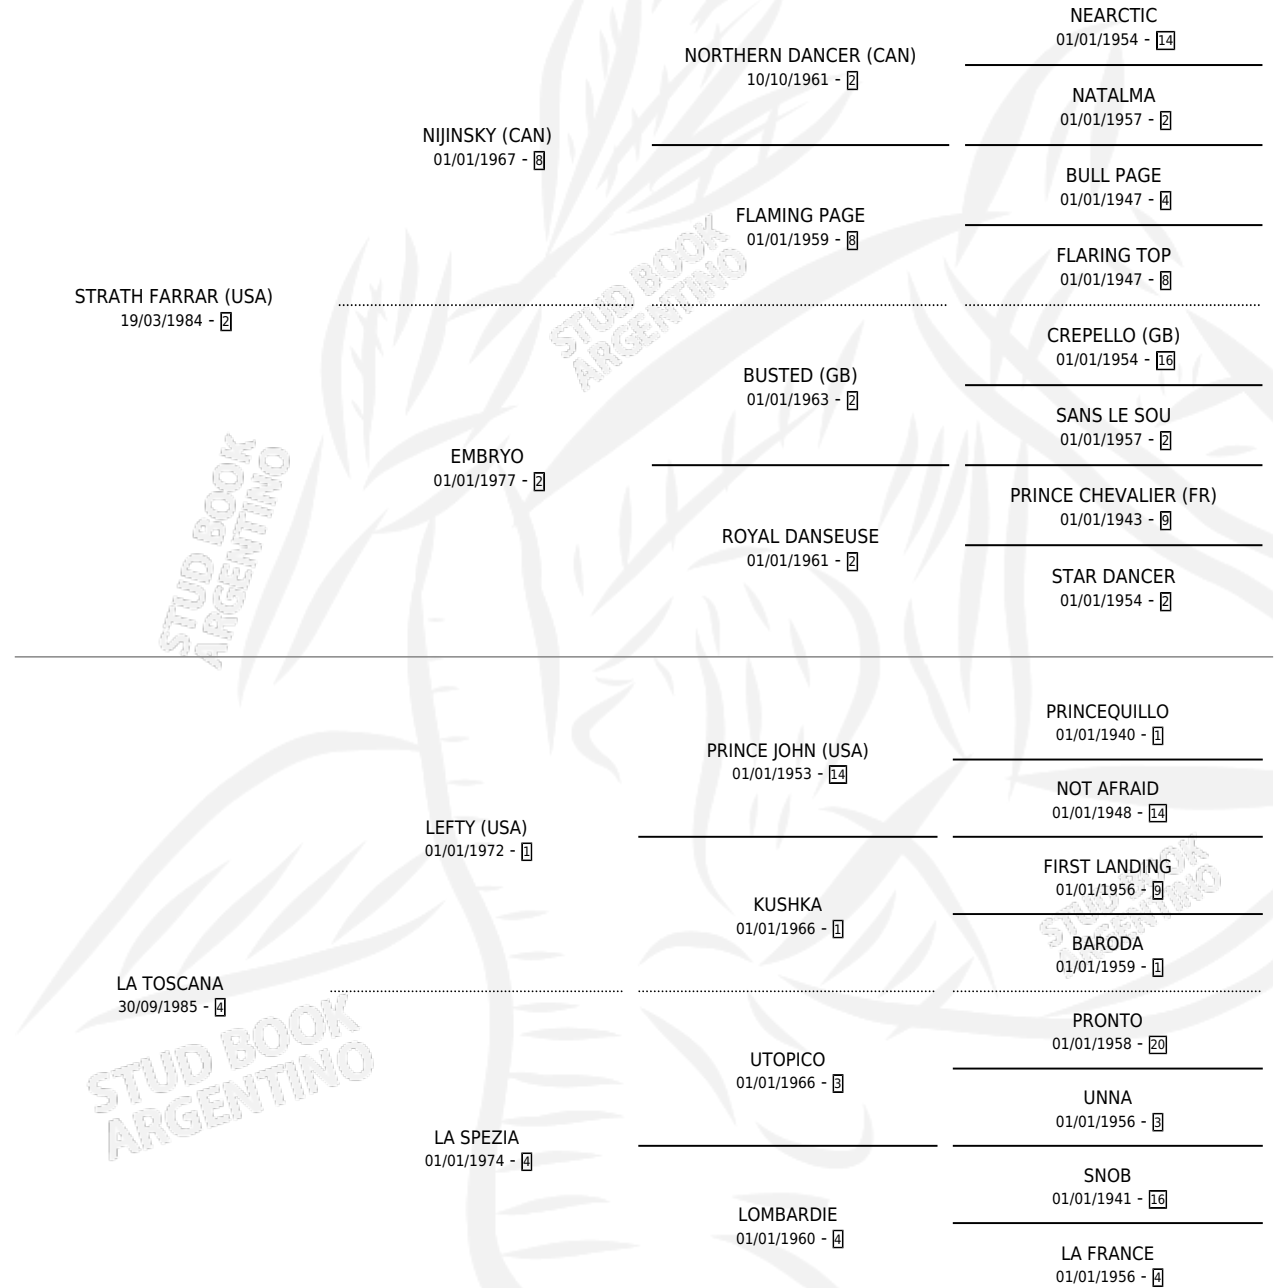 NEARCTIC
01/01/1954 - 14
NORTHERN DANCER (CAN)
10/10/1961 - 2
NATALMA
01/01/1957 - 2
NIJINSKY (CAN)
01/01/1967 - 8
BULL PAGE
01/01/1947 - 4
FLAMING PAGE
01/01/1959 - 8
FLARING TOP
01/01/1947 - 8
STRATH FARRAR (USA)
19/03/1984 - 2
CREPELLO (GB)
01/01/1954 - 16
BUSTED (GB)
01/01/1963 - 2
SANS LE SOU
01/01/1957 - 2
EMBRYO
01/01/1977 - 2
PRINCE CHEVALIER (FR)
01/01/1943 - 9
ROYAL DANSEUSE
01/01/1961 - 2
STAR DANCER
01/01/1954 - 2
PRINCEQUILLO
01/01/1940 - 1
PRINCE JOHN (USA)
01/01/1953 - 14
NOT AFRAID
01/01/1948 - 14
LEFTY (USA)
01/01/1972 - 1
FIRST LANDING
01/01/1956 - 9
KUSHKA
01/01/1966 - 1
BARODA
01/01/1959 - 1
LA TOSCANA
30/09/1985 - 4
PRONTO
01/01/1958 - 20
UTOPICO
01/01/1966 - 3
UNNA
01/01/1956 - 3
LA SPEZIA
01/01/1974 - 4
SNOB
01/01/1941 - 16
LOMBARDIE
01/01/1960 - 4
LA FRANCE
01/01/1956 - 4
STUD BOOK
ARGENTINO
STUD BOOK
ARGENTINO
STUD BOOK
ARGENTINO
STUD BOOK
ARGENTINO